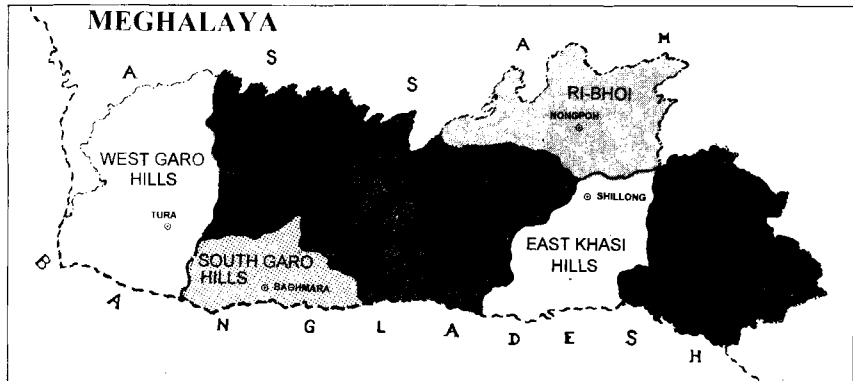 MEGHALAYA
A S S A M
RI-BHOI
NONGPOH
WEST GARO
HILLS
TURA
SHILLONG
EAST KHASI
HILLS
SOUTH GARO
HILLS
BAGHMARA
B A N G L A D E S H